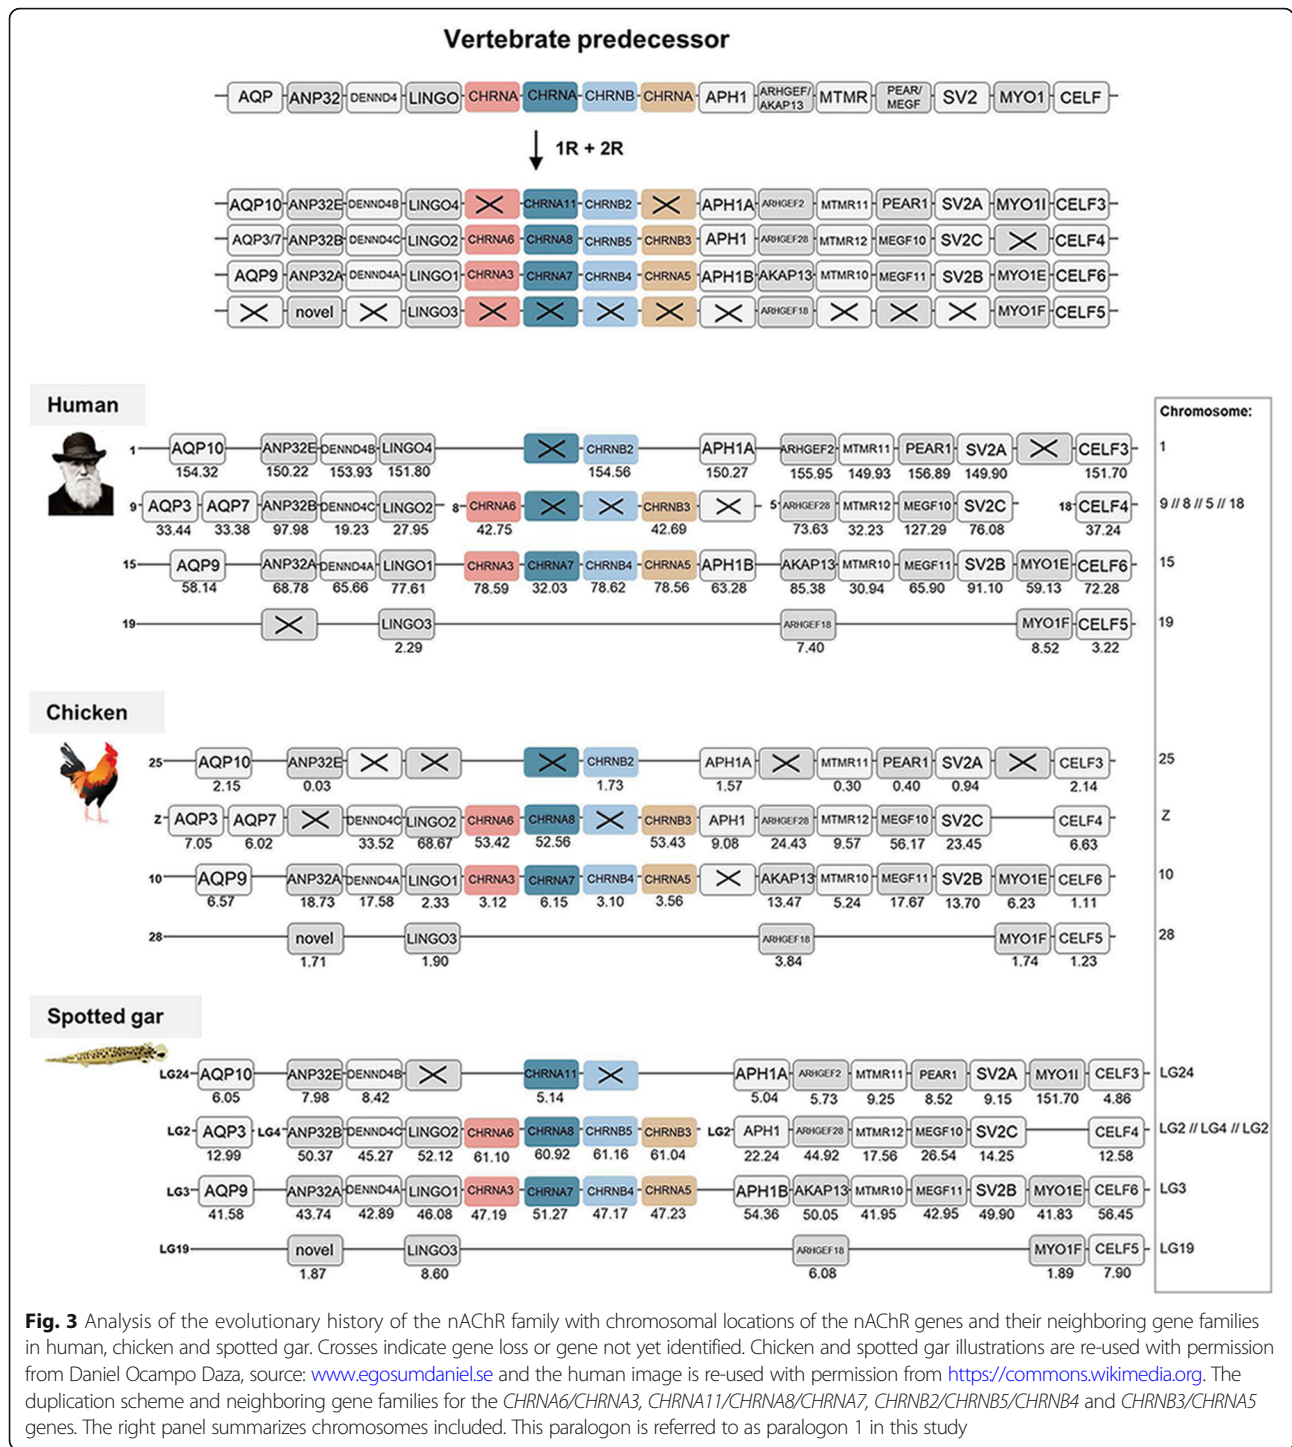 Vertebrate predecessor
AQP ANP32 DENND4 LINGO CHRNA CHRNA CHRNB CHRNA APH1 ARHGEF/AKAP13 MTMR PEAR/MEGF SV2 MYO1 CELF
1R + 2R
AQP10 ANP32E DENND4B LINGO4 CHRNA11 CHRNB2 APH1A ARHGEF2 MTMR11 PEAR1 SV2A MYO1I CELF3
AQP3/7 ANP32B DENND4C LINGO2 CHRNA6 CHRNA8 CHRNB5 CHRNB3 APH1 ARHGEF28 MTMR12 MEGF10 SV2C CELF4
AQP9 ANP32A DENND4A LINGO1 CHRNA3 CHRNA7 CHRNB4 CHRNA5 APH1B AKAP13 MTMR10 MEGF11 SV2B MYO1E CELF6
novel LINGO3 ARHGEF18 MYO1F CELF5
Human
Chromosome:
1 AQP10 ANP32E DENND4B LINGO4 CHRNB2 APH1A ARHGEF2 MTMR11 PEAR1 SV2A CELF3 1
154.32 150.22 153.93 151.80 154.56 150.27 155.95 149.93 156.89 149.90 151.70
9 AQP3 AQP7 ANP32B DENND4C LINGO2 8 CHRNA6 CHRNB3 5 ARHGEF28 MTMR12 MEGF10 SV2C 18 CELF4 9 // 8 // 5 // 18
33.44 33.38 97.98 19.23 27.95 42.75 42.69 73.63 32.23 127.29 76.08 37.24
15 AQP9 ANP32A DENND4A LINGO1 CHRNA3 CHRNA7 CHRNB4 CHRNA5 APH1B AKAP13 MTMR10 MEGF11 SV2B MYO1E CELF6 15
58.14 68.78 65.66 77.61 78.59 32.03 78.62 78.56 63.28 85.38 30.94 65.90 91.10 59.13 72.28
19 LINGO3 ARHGEF18 MYO1F CELF5 19
2.29 7.40 8.52 3.22
Chicken
25 AQP10 ANP32E CHRNB2 APH1A MTMR11 PEAR1 SV2A CELF3 25
2.15 0.03 1.73 1.57 0.30 0.40 0.94 2.14
Z AQP3 AQP7 DENND4C LINGO2 CHRNA6 CHRNA8 CHRNB3 APH1 ARHGEF28 MTMR12 MEGF10 SV2C CELF4 Z
7.05 6.02 33.52 68.67 53.42 52.56 53.43 9.08 24.43 9.57 56.17 23.45 6.63
10 AQP9 ANP32A DENND4A LINGO1 CHRNA3 CHRNA7 CHRNB4 CHRNA5 AKAP13 MTMR10 MEGF11 SV2B MYO1E CELF6 10
6.57 18.73 17.58 2.33 3.12 6.15 3.10 3.56 13.47 5.24 17.67 13.70 6.23 1.11
28 novel LINGO3 ARHGEF18 MYO1F CELF5 28
1.71 1.90 3.84 1.74 1.23
Spotted gar
LG24 AQP10 ANP32E DENND4B CHRNA11 APH1A ARHGEF2 MTMR11 PEAR1 SV2A MYO1I CELF3 LG24
6.05 7.98 8.42 5.14 5.04 5.73 9.25 8.52 9.15 151.70 4.86
LG2 AQP3 LG4 ANP32B DENND4C LINGO2 CHRNA6 CHRNA8 CHRNB5 CHRNB3 LG2 APH1 ARHGEF28 MTMR12 MEGF10 SV2C CELF4 LG2 // LG4 // LG2
12.99 50.37 45.27 52.12 61.10 60.92 61.16 61.04 22.24 44.92 17.56 26.54 14.25 12.58
LG3 AQP9 ANP32A DENND4A LINGO1 CHRNA3 CHRNA7 CHRNB4 CHRNA5 APH1B AKAP13 MTMR10 MEGF11 SV2B MYO1E CELF6 LG3
41.58 43.74 42.89 46.08 47.19 51.27 47.17 47.23 54.36 50.05 41.95 42.95 49.90 41.83 56.45
LG19 novel LINGO3 ARHGEF18 MYO1F CELF5 LG19
1.87 8.60 6.08 1.89 7.90
Fig. 3 Analysis of the evolutionary history of the nAChR family with chromosomal locations of the nAChR genes and their neighboring gene families
in human, chicken and spotted gar. Crosses indicate gene loss or gene not yet identified. Chicken and spotted gar illustrations are re-used with permission
from Daniel Ocampo Daza, source: www.egosumdaniel.se and the human image is re-used with permission from https://commons.wikimedia.org. The
duplication scheme and neighboring gene families for the CHRNA6/CHRNA3, CHRNA11/CHRNA8/CHRNA7, CHRNB2/CHRNB5/CHRNB4 and CHRNB3/CHRNA5
genes. The right panel summarizes chromosomes included. This paralogon is referred to as paralogon 1 in this study